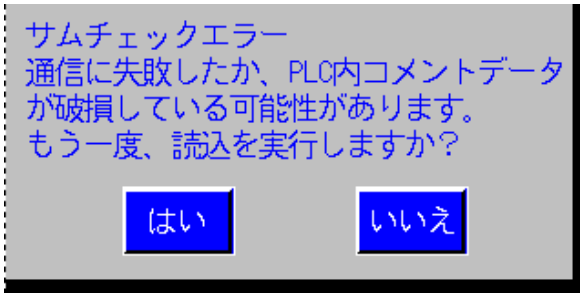 サムチェックエラー
通信に失敗したか、PLC内コメントデータ
が破損している可能性があります。
もう一度、読込を実行しますか?
はい
いいえ